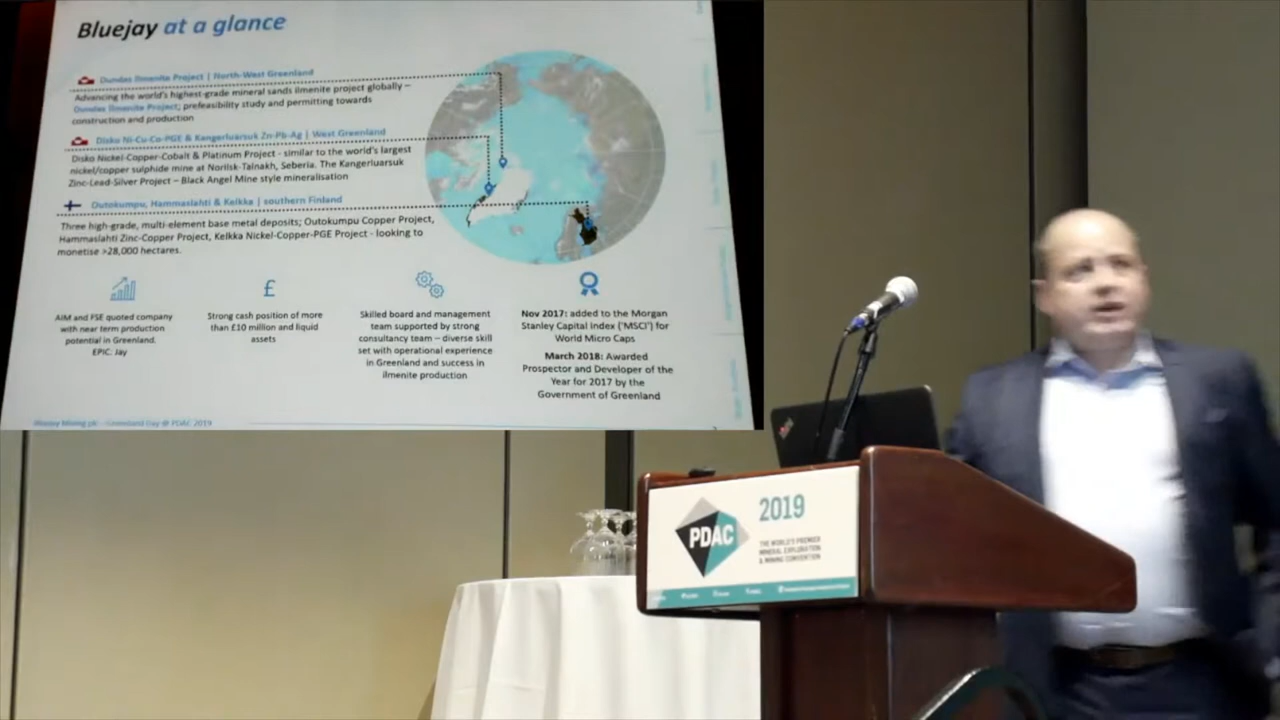 Bluejay at a glance
Dundas Ilmenite Project | North-West Greenland
Advancing the world's highest-grade mineral sands ilmenite project globally –
Dundas Ilmenite Project; prefeasibility study and permitting towards
construction and production
Disko Ni-Cu-Co-PGE & Kangerluarsuk Zn-Pb-Ag | West Greenland
Disko Nickel-Copper-Cobalt & Platinum Project - similar to the world's largest
nickel/copper sulphide mine at Norilsk-Talnakh, Seberia. The Kangerluarsuk
Zinc-Lead-Silver Project – Black Angel Mine style mineralisation
Outokumpu, Hammaslahti & Kelkka | southern Finland
Three high-grade, multi-element base metal deposits; Outokumpu Copper Project,
Hammaslahti Zinc-Copper Project, Kelkka Nickel-Copper-PGE Project - looking to
monetise >28,000 hectares.
AIM and FSE quoted company
with near term production
potential in Greenland.
EPIC: Jay
£
Strong cash position of more
than £10 million and liquid
assets
Skilled board and management
team supported by strong
consultancy team – diverse skill
set with operational experience
in Greenland and success in
ilmenite production
Nov 2017: added to the Morgan
Stanley Capital Index ('MSCI') for
World Micro Caps
March 2018: Awarded
Prospector and Developer of the
Year for 2017 by the
Government of Greenland
Bluejay Mining plc – Greenland Day @ PDAC 2019
PDAC
2019
THE WORLD'S PREMIER
MINERAL EXPLORATION
& MINING CONVENTION